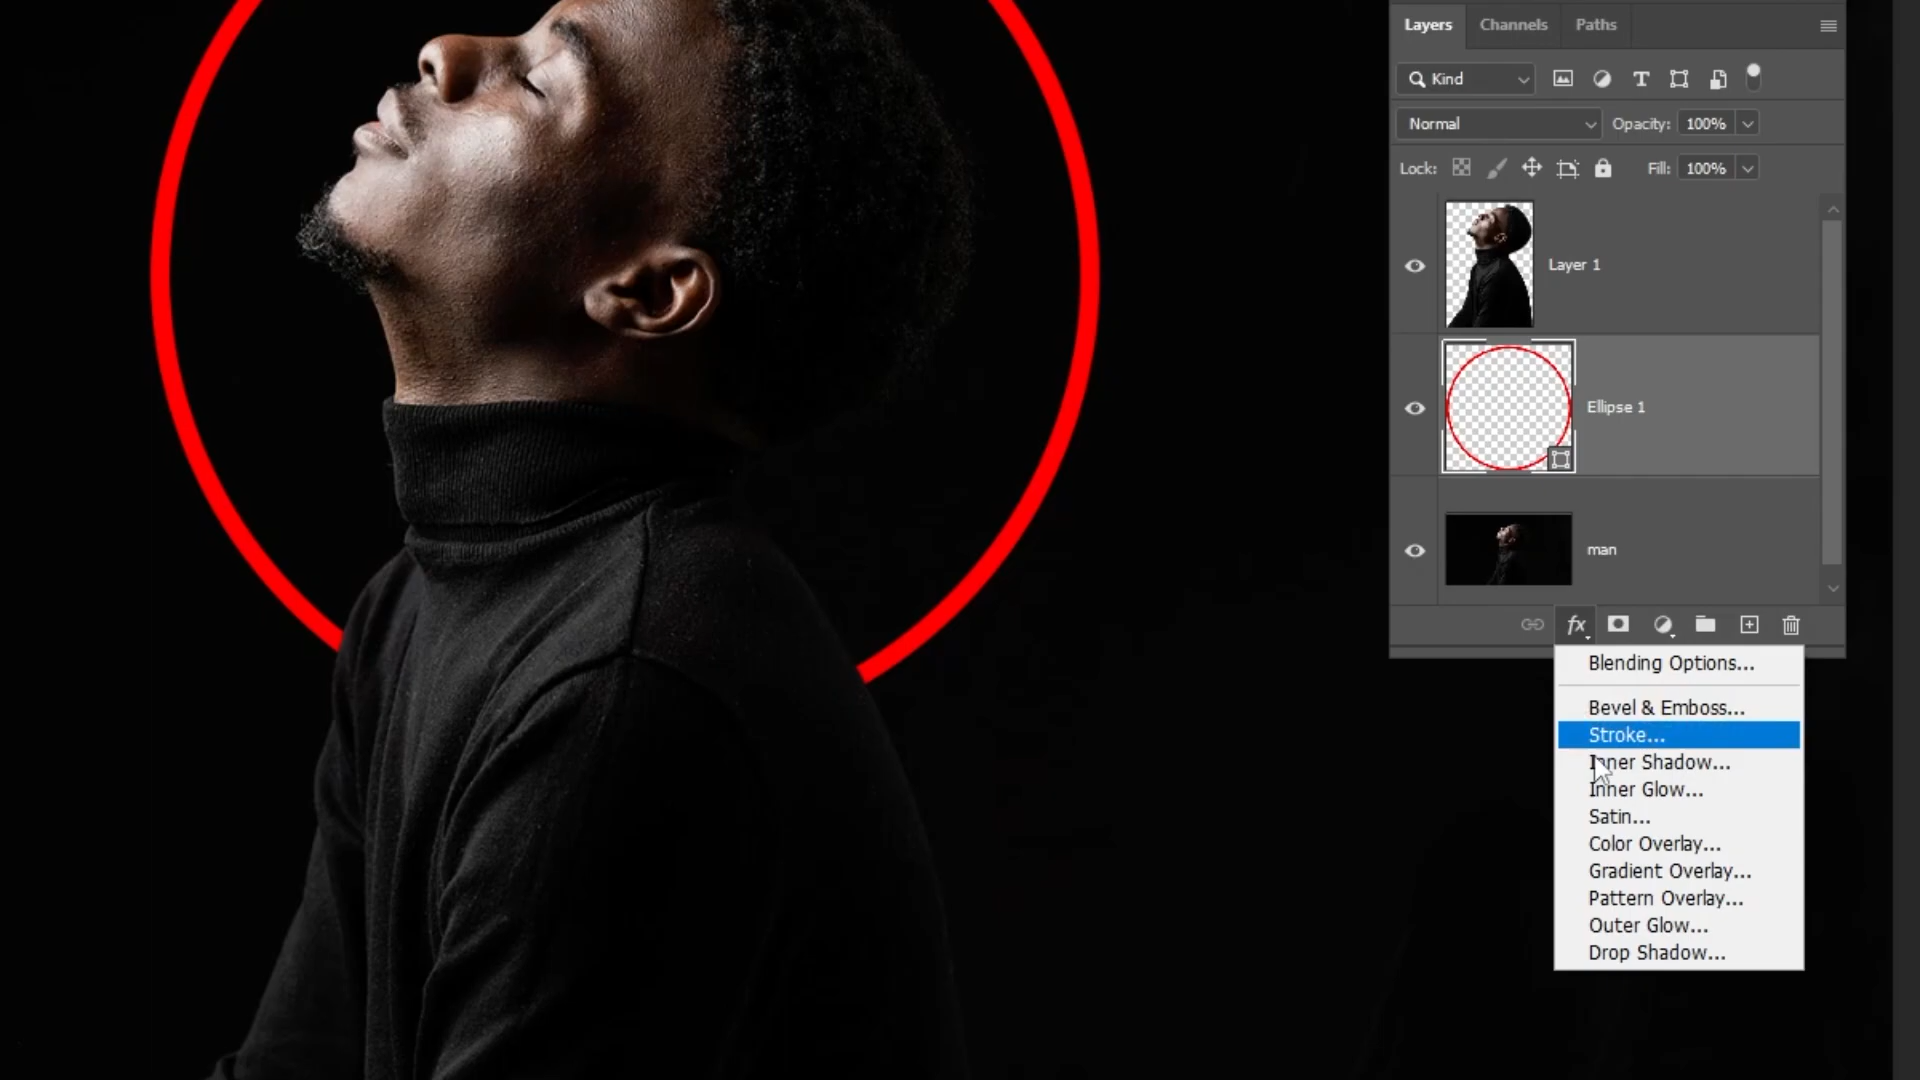 Layers Channels Paths
Kind T
Normal Opacity: 100%
Lock: Fill: 100%
Layer 1
Ellipse 1
man
fx
Blending Options...
Bevel & Emboss...
Stroke...
Inner Shadow...
Inner Glow...
Satin...
Color Overlay...
Gradient Overlay...
Pattern Overlay...
Outer Glow...
Drop Shadow...